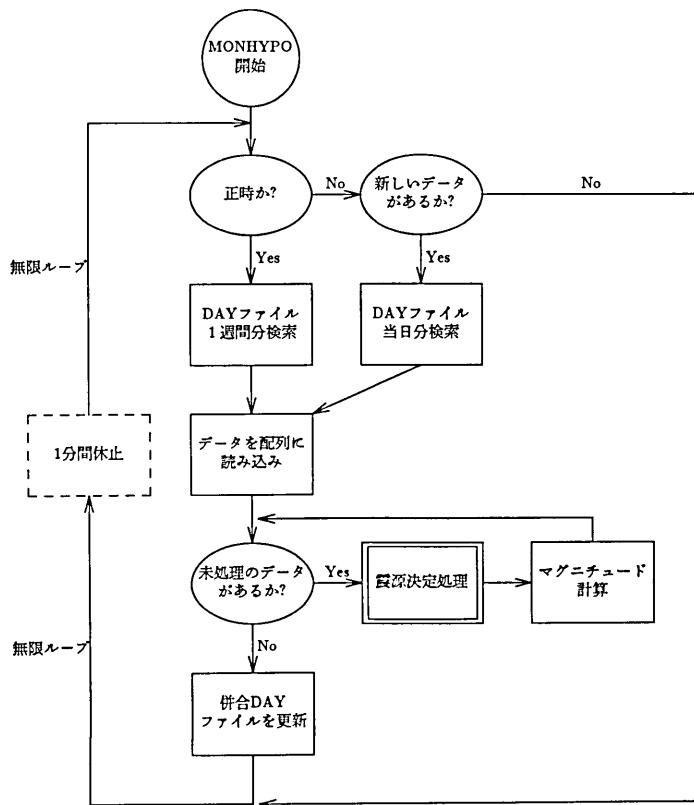 MONHYPO
開始
正時か?
No
新しいデータ
があるか?
No
Yes
Yes
無限ループ
DAYファイル
1週間分検索
DAYファイル
当日分検索
1分間休止
データを配列に
読み込み
未処理のデータ
があるか?
Yes
震源決定処理
マグニチュード
計算
No
無限ループ
併合DAY
ファイルを更新